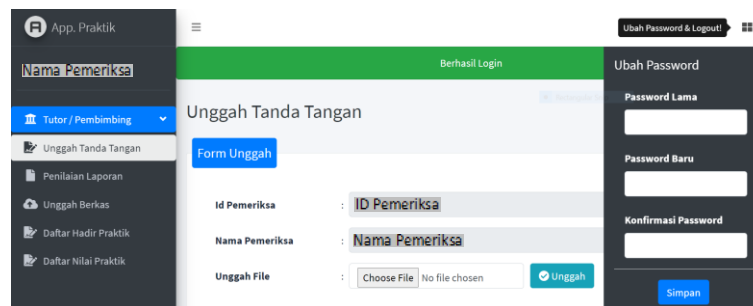 App. Praktik
Nama Pemeriksa
Tutor / Pembimbing
Unggah Tanda Tangan
Penilaian Laporan
Unggah Berkas
Daftar Hadir Praktik
Daftar Nilai Praktik
Berhasil Login
Unggah Tanda Tangan
Form Unggah
Id Pemeriksa : ID Pemeriksa
Nama Pemeriksa : Nama Pemeriksa
Unggah File : Choose File No file chosen Unggah
Ubah Password & Logout!
Ubah Password
Password Lama
Password Baru
Konfirmasi Password
Simpan